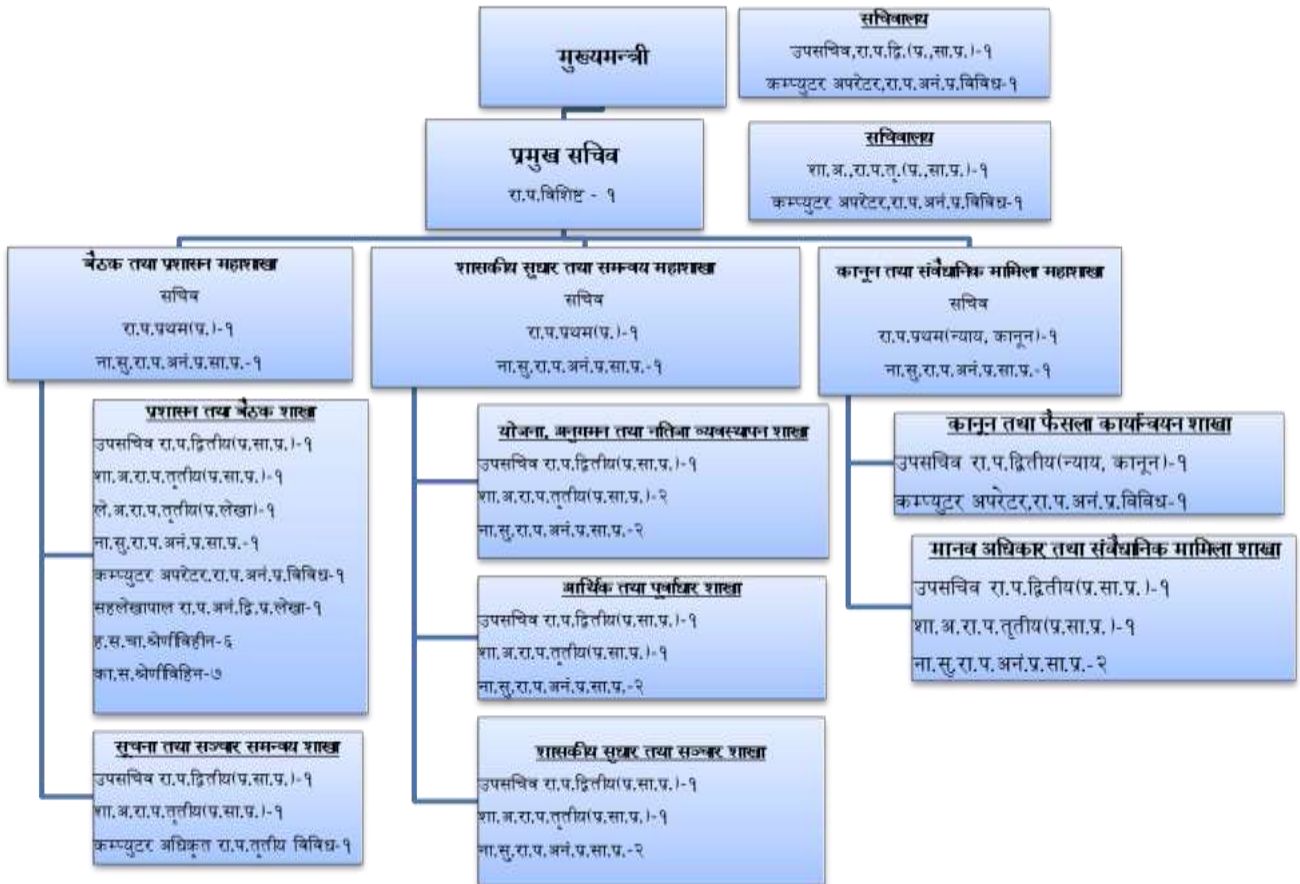 मुख्यमन्त्री
सचिवालय
उपसचिव,रा.प.द्वि.(प्र.,सा.प्र.)-१
कम्प्युटर अपरेटर,रा.प.अनं.प्र.विविध-१
प्रमुख सचिव
रा.प.विशिष्ट - १
सचिवालय
शा.अ.,रा.प.तृ.(प्र.,सा.प्र.)-१
कम्प्युटर अपरेटर,रा.प.अनं.प्र.विविध-१
बैठक तथा प्रशासन महाशाखा
सचिव
रा.प.प्रथम(प्र.)-१
ना.सु.रा.प.अनं.प्र.सा.प्र.-१
प्रशासन तथा बैठक शाखा
उपसचिव रा.प.द्वितीय(प्र.सा.प्र.)-१
शा.अ.रा.प.तृतीय(प्र.सा.प्र.)-१
ले.अ.रा.प.तृतीय(प्र.लेखा)-१
ना.सु.रा.प.अनं.प्र.सा.प्र.-१
कम्प्युटर अपरेटर.रा.प.अनं.प्र.विविध-१
सहलेखापाल रा.प.अनं.द्वि.प्र.लेखा-१
ह.स.चा.श्रेणीविहीन-६
का.स.श्रेणीविहिन-७
सूचना तथा सञ्चार समन्वय शाखा
उपसचिव रा.प.द्वितीय(प्र.सा.प्र.)-१
शा.अ.रा.प.तृतीय(प्र.सा.प्र.)-१
कम्प्युटर अधिकृत रा.प.तृतीय विविध-१
शासकीय सुधार तथा समन्वय महाशाखा
सचिव
रा.प.प्रथम(प्र.)-१
ना.सु.रा.प.अनं.प्र.सा.प्र.-१
योजना, अनुगमन तथा नतिजा व्यवस्थापन शाखा
उपसचिव रा.प.द्वितीय(प्र.सा.प्र.)-१
शा.अ.रा.प.तृतीय(प्र.सा.प्र.)-२
ना.सु.रा.प.अनं.प्र.सा.प्र.-२
आर्थिक तथा पूर्वाधार शाखा
उपसचिव रा.प.द्वितीय(प्र.सा.प्र.)-१
शा.अ.रा.प.तृतीय(प्र.सा.प्र.)-१
ना.सु.रा.प.अनं.प्र.सा.प्र.-२
शासकीय सुधार तथा सञ्चार शाखा
उपसचिव रा.प.द्वितीय(प्र.सा.प्र.)-१
शा.अ.रा.प.तृतीय(प्र.सा.प्र.)-१
ना.सु.रा.प.अनं.प्र.सा.प्र.-२
कानून तथा संवैधानिक मामिला महाशाखा
सचिव
रा.प.प्रथम(न्याय, कानून)-१
ना.सु.रा.प.अनं.प्र.सा.प्र.-१
कानून तथा फैसला कार्यान्वयन शाखा
उपसचिव रा.प.द्वितीय(न्याय, कानून)-१
कम्प्युटर अपरेटर,रा.प.अनं.प्र.विविध-१
मानव अधिकार तथा संवैधानिक मामिला शाखा
उपसचिव रा.प.द्वितीय(प्र.सा.प्र.)-१
शा.अ.रा.प.तृतीय(प्र.सा.प्र.)-१
ना.सु.रा.प.अनं.प्र.सा.प्र.-२